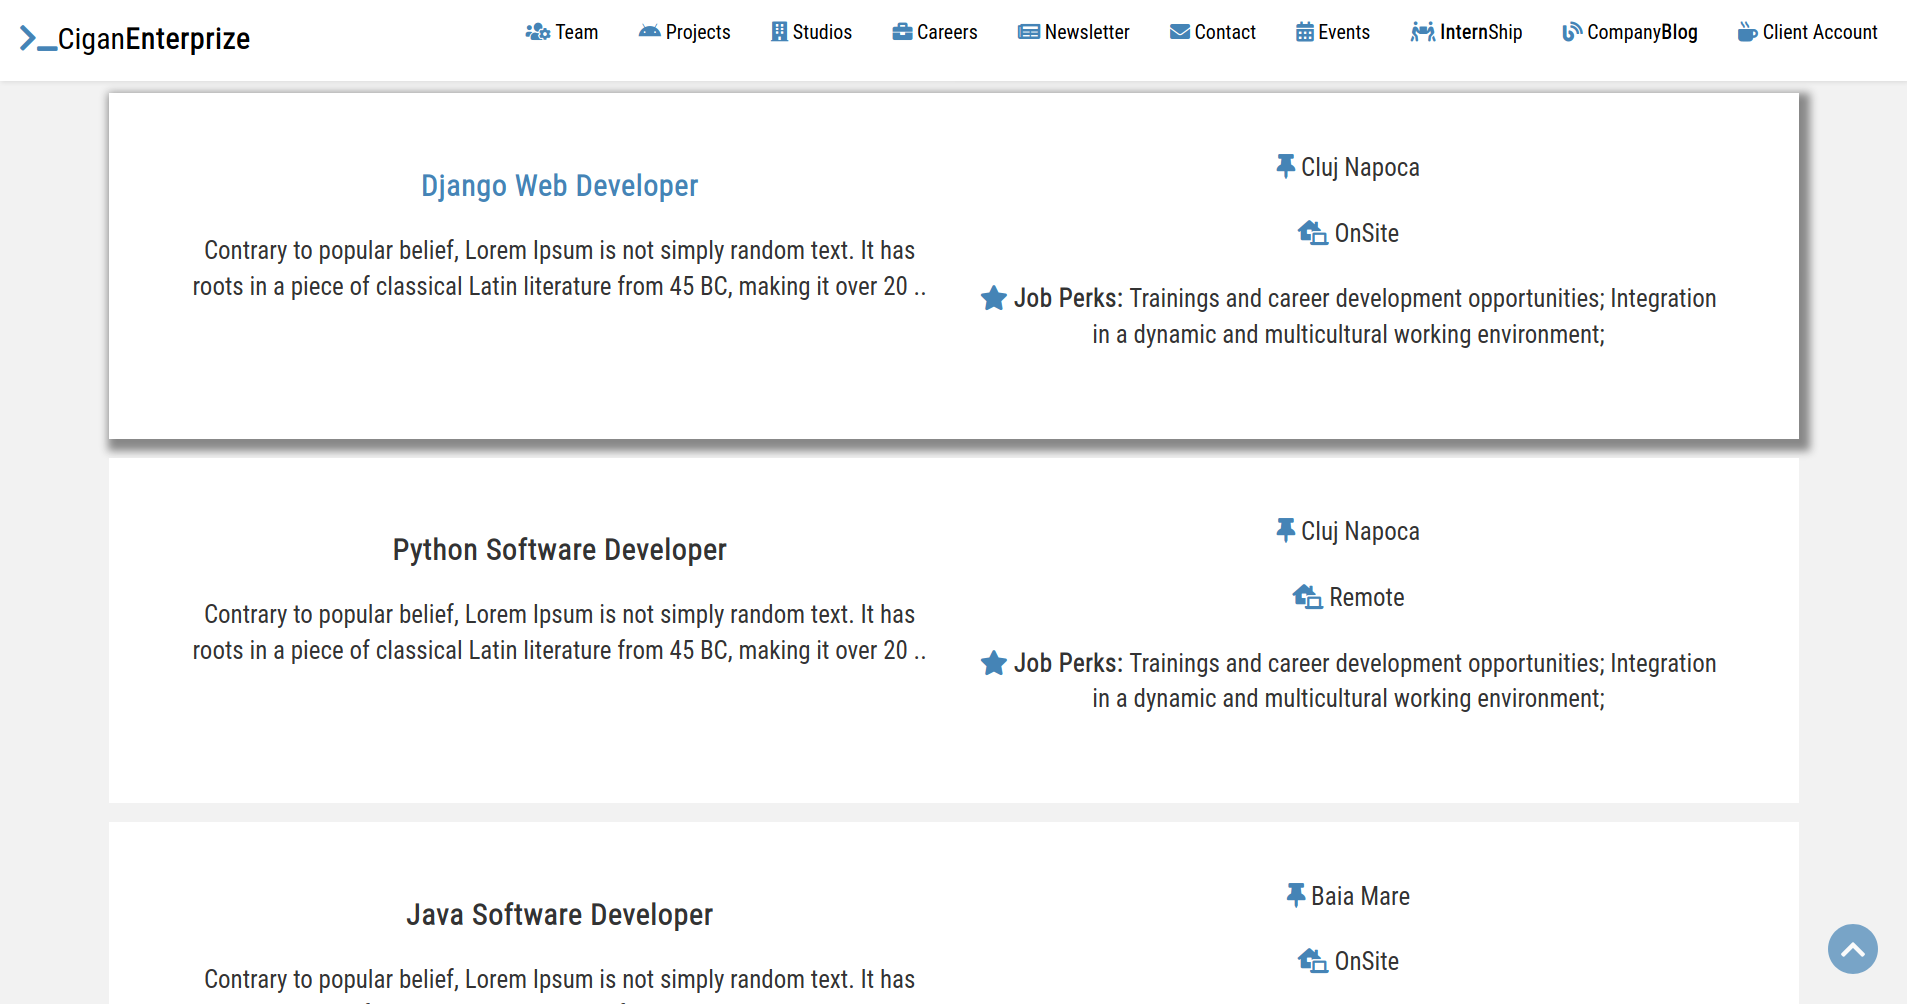 CiganEnterprize
Team Projects Studios Careers Newsletter Contact Events InternShip CompanyBlog Client Account
Django Web Developer
Contrary to popular belief, Lorem Ipsum is not simply random text. It has
roots in a piece of classical Latin literature from 45 BC, making it over 20 ..
Cluj Napoca
OnSite
Job Perks: Trainings and career development opportunities; Integration
in a dynamic and multicultural working environment;
Python Software Developer
Contrary to popular belief, Lorem Ipsum is not simply random text. It has
roots in a piece of classical Latin literature from 45 BC, making it over 20 ..
Cluj Napoca
Remote
Job Perks: Trainings and career development opportunities; Integration
in a dynamic and multicultural working environment;
Java Software Developer
Contrary to popular belief, Lorem Ipsum is not simply random text. It has
Baia Mare
OnSite